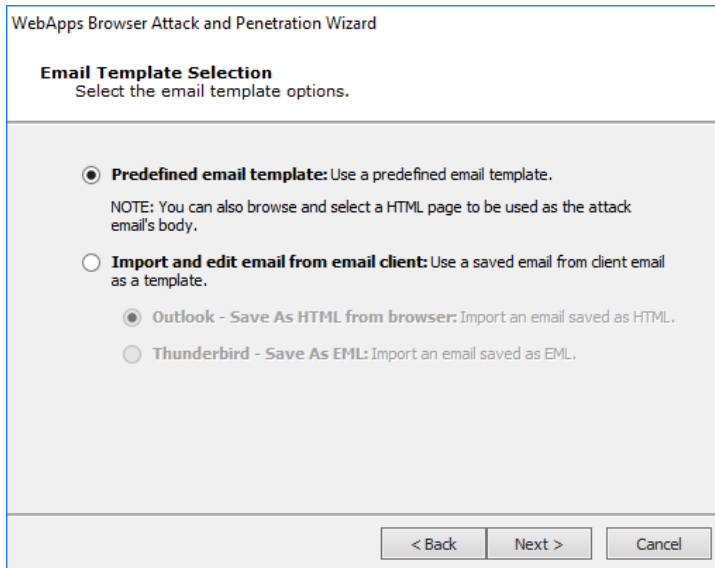 WebApps Browser Attack and Penetration Wizard
Email Template Selection
Select the email template options.
Predefined email template: Use a predefined email template.
NOTE: You can also browse and select a HTML page to be used as the attack
email's body.
Import and edit email from email client: Use a saved email from client email
as a template.
Outlook - Save As HTML from browser: Import an email saved as HTML.
Thunderbird - Save As EML: Import an email saved as EML.
< Back Next > Cancel